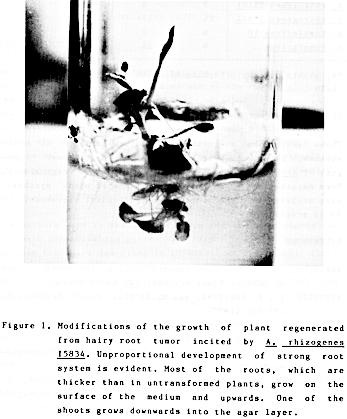 Figure 1. Modifications of the growth of plant regenerated
from hairy root tumor incited by A. rhizogenes
15834. Unproportional development of strong root
system is evident. Most of the roots, which are
thicker than in untransformed plants, grow on the
surface of the medium and upwards. One of the
shoots grows downwards into the agar layer.